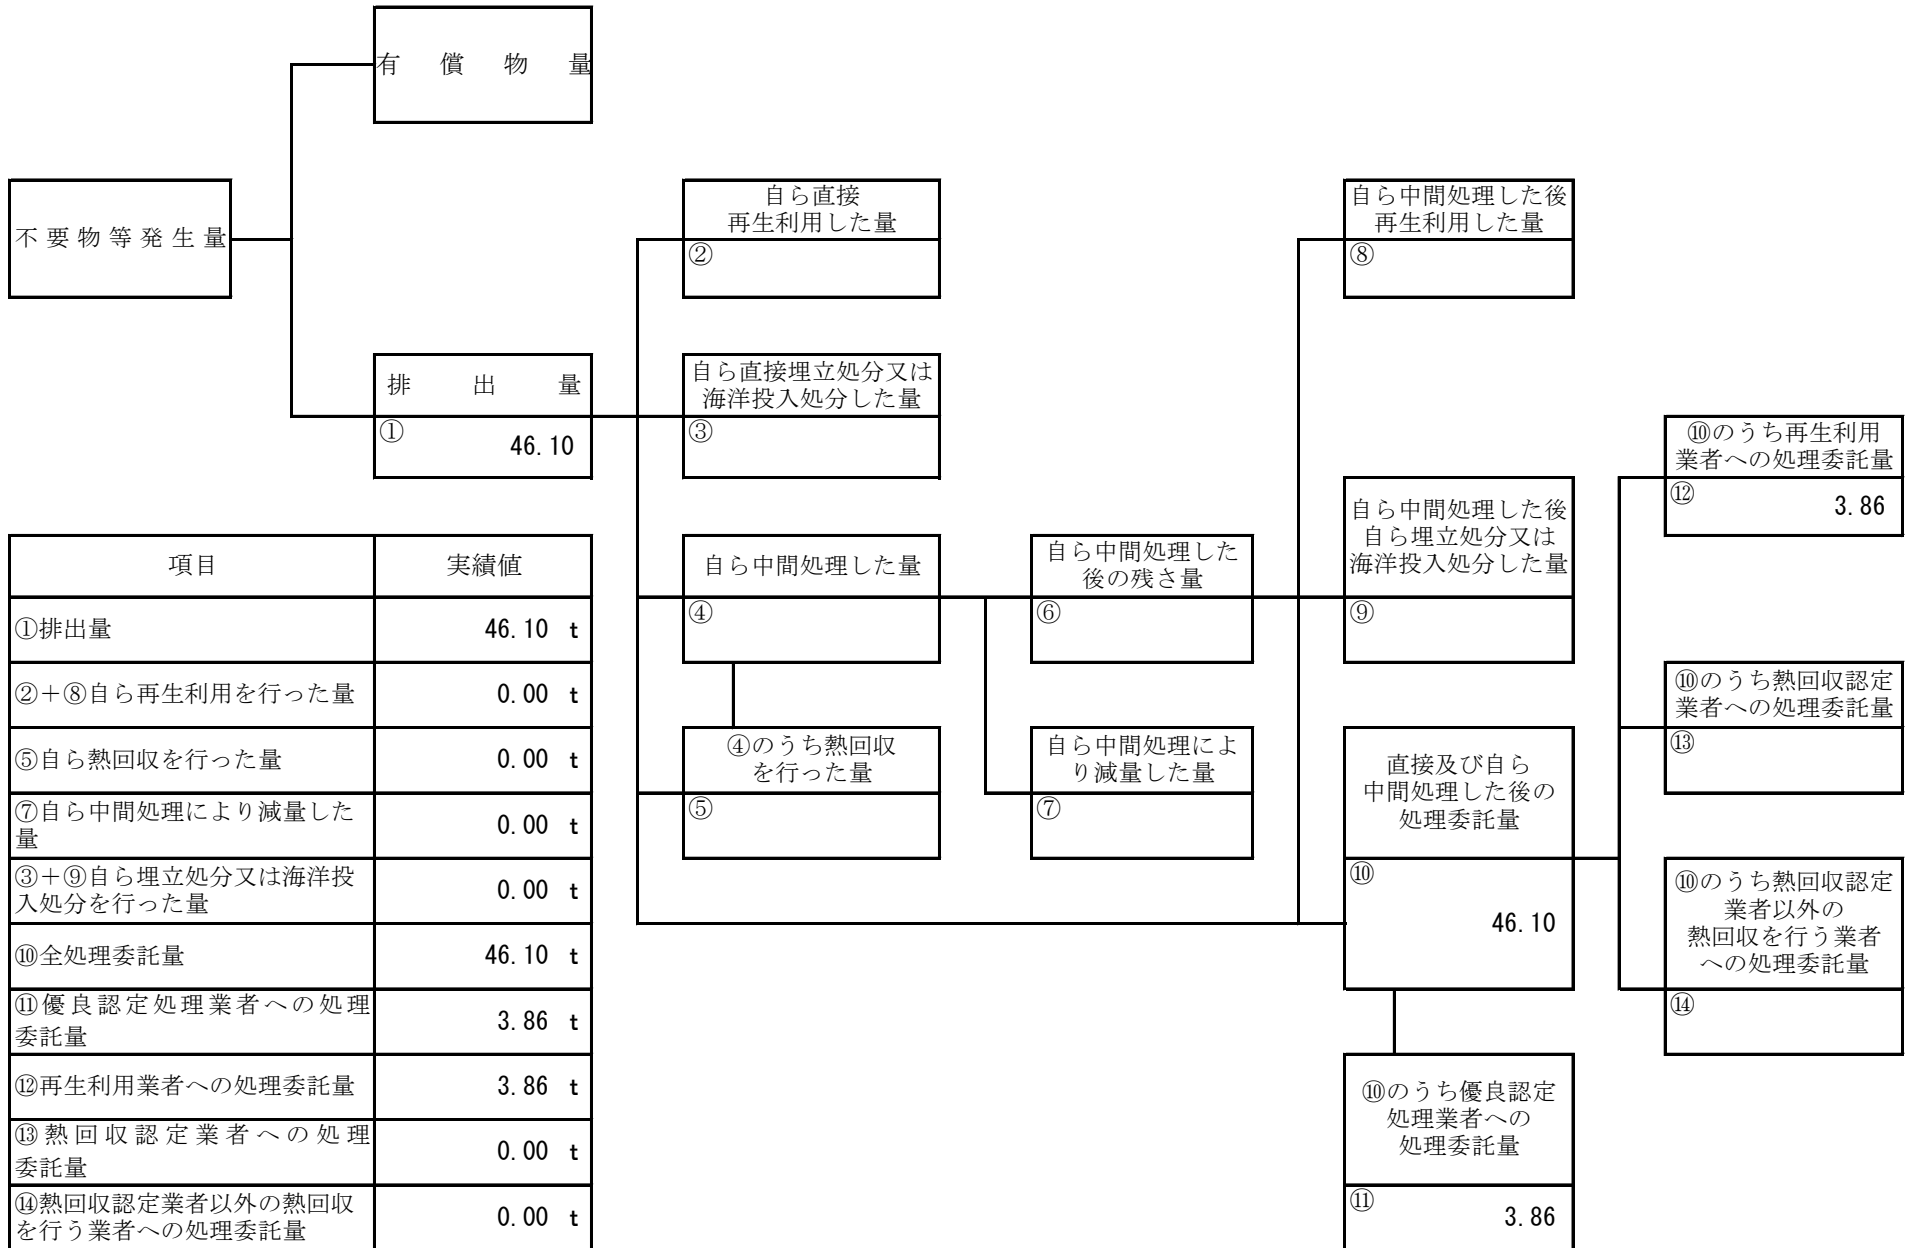 有償物量
不要物等発生量
自ら直接
再生利用した量
②
自ら中間処理した後
再生利用した量
⑧
排出量
①
46.10
自ら直接埋立処分又は
海洋投入処分した量
③
⑩のうち再生利用
業者への処理委託量
⑫
3.86
自ら中間処理した量
④
自ら中間処理した
後の残さ量
⑥
自ら中間処理した後
自ら埋立処分又は
海洋投入処分した量
⑨
⑩のうち熱回収認定
業者への処理委託量
⑬
④のうち熱回収
を行った量
⑤
自ら中間処理によ
り減量した量
⑦
直接及び自ら
中間処理した後の
処理委託量
⑩
46.10
⑩のうち熱回収認定
業者以外の
熱回収を行う業者
への処理委託量
⑭
⑩のうち優良認定
処理業者への
処理委託量
⑪
3.86
項目 実績値
①排出量 46.10 t
②+⑧自ら再生利用を行った量 0.00 t
⑤自ら熱回収を行った量 0.00 t
⑦自ら中間処理により減量した
量 0.00 t
③+⑨自ら埋立処分又は海洋投
入処分を行った量 0.00 t
⑩全処理委託量 46.10 t
⑪優良認定処理業者への処理
委託量 3.86 t
⑫再生利用業者への処理委託量 3.86 t
⑬熱回収認定業者への処理
委託量 0.00 t
⑭熱回収認定業者以外の熱回収
を行う業者への処理委託量 0.00 t